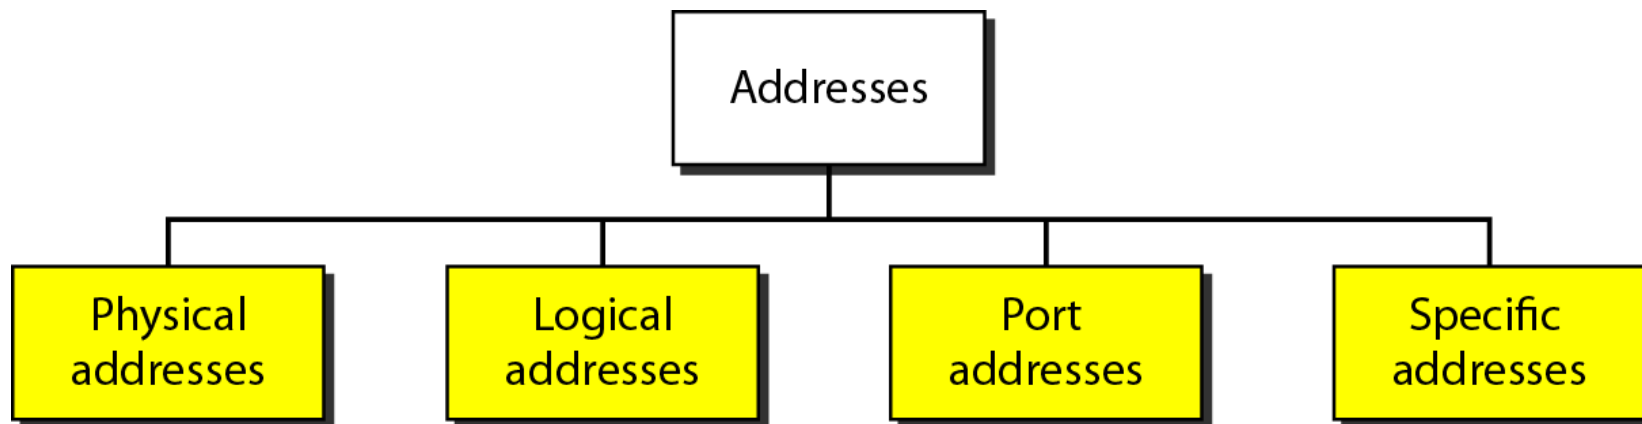 Addresses
Physical
addresses
Logical
addresses
Port
addresses
Specific
addresses